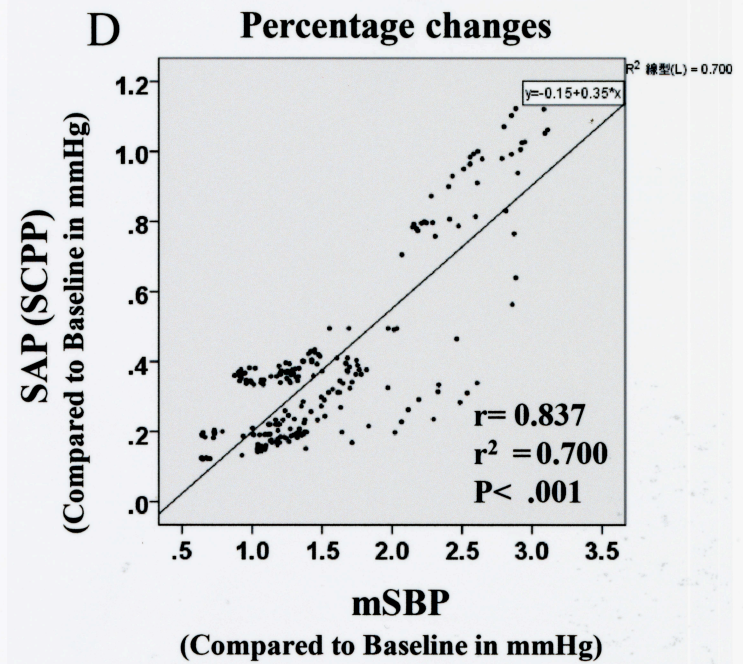 D
Percentage changes
R² 線型(L) = 0.700
y=-0.15+0.35*x
1.2
1.0
.8
.6
.4
.2
.0
SAP (SCPP)
(Compared to Baseline in mmHg)
r= 0.837
r² = 0.700
P< .001
.5 1.0 1.5 2.0 2.5 3.0 3.5
mSBP
(Compared to Baseline in mmHg)